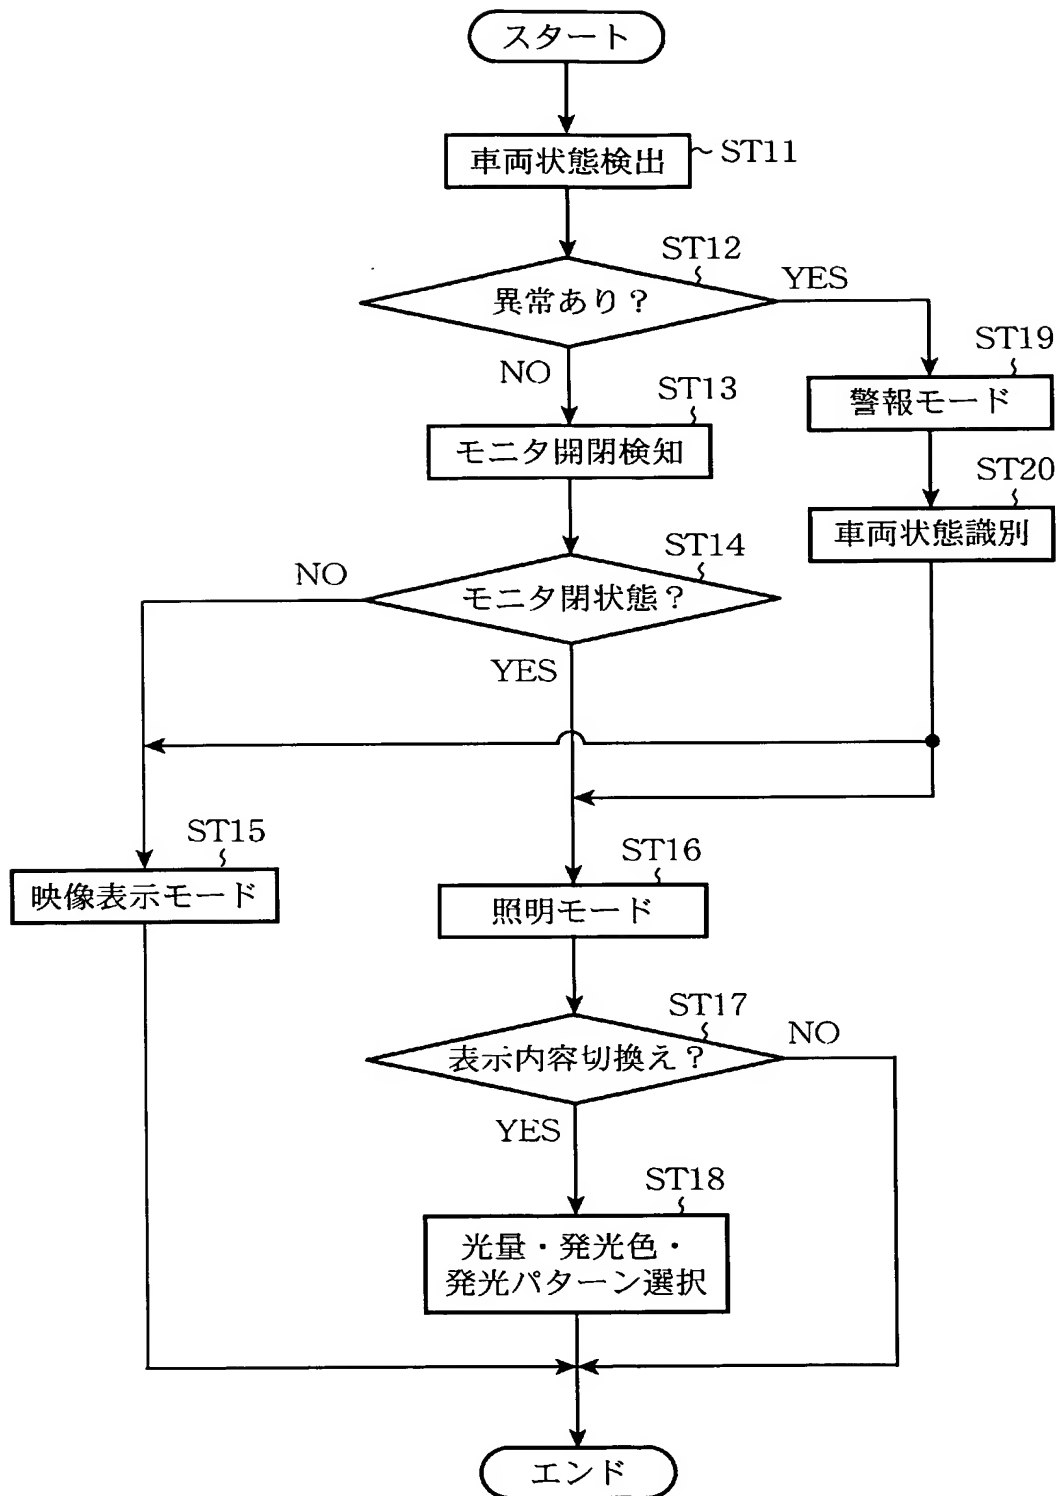 スタート
車両状態検出
ST11
ST12
異常あり？
YES
NO
ST19
警報モード
ST13
モニタ開閉検知
ST20
車両状態識別
ST14
モニタ閉状態？
NO
YES
ST15
映像表示モード
ST16
照明モード
ST17
表示内容切換え？
NO
YES
ST18
光量・発光色・
発光パターン選択
エンド